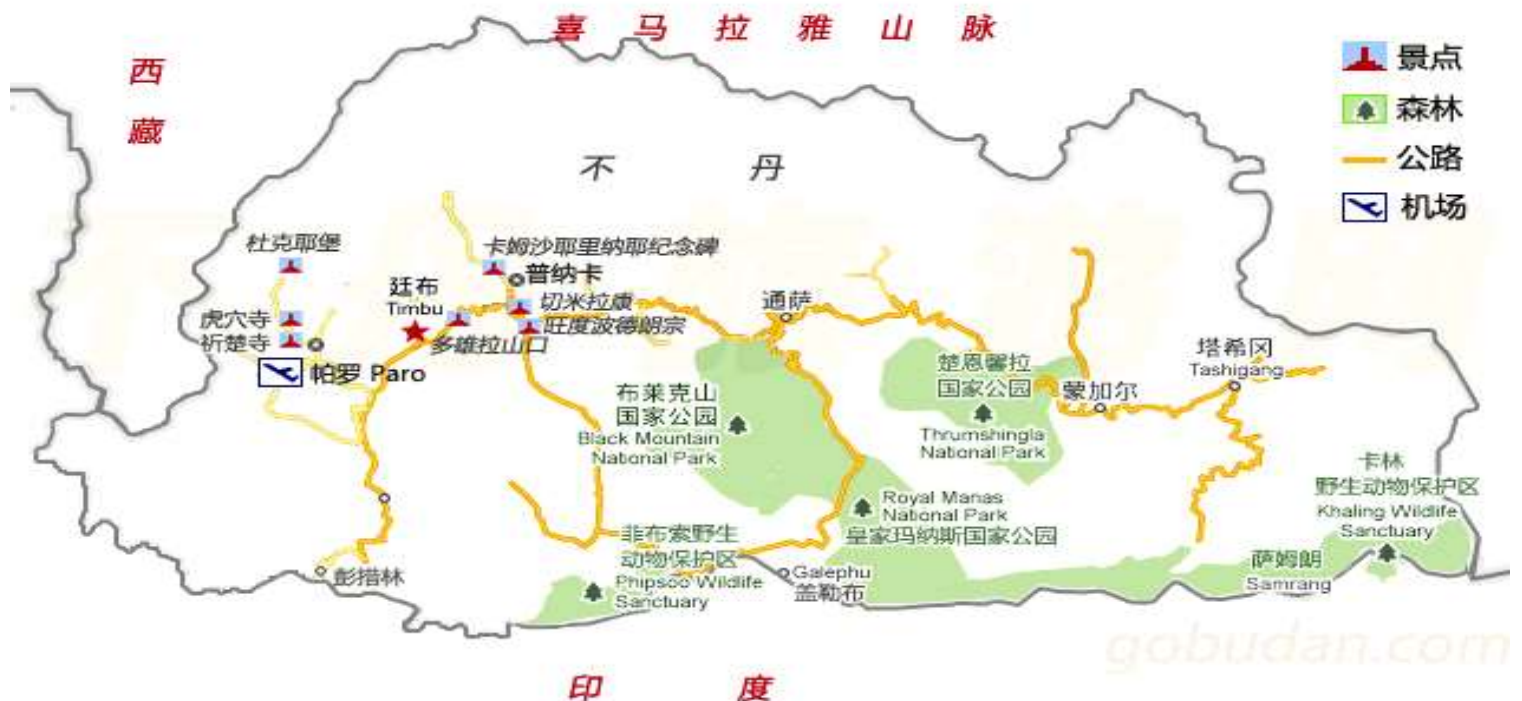 喜马拉雅山脉
西藏
景点
森林
公路
机场
不丹
杜克耶堡
卡姆沙耶里纳耶纪念碑
普纳卡
廷布
Timbu
切米拉康
旺度波德朗宗
多雄拉山口
虎穴寺
祈楚寺
帕罗 Paro
通萨
布莱克山
国家公园
Black Mountain
National Park
楚恩馨拉
国家公园
Thrumshingla
National Park
蒙加尔
塔希冈
Tashigang
卡林
野生动物保护区
Khaling Wildlife
Sanctuary
Royal Manas
National Park
皇家玛纳斯国家公园
非布索野生
动物保护区
Phipsoo Wildlife
Sanctuary
Galephu
盖勒布
萨姆朗
Samrang
彭措林
印度
gobudan.com